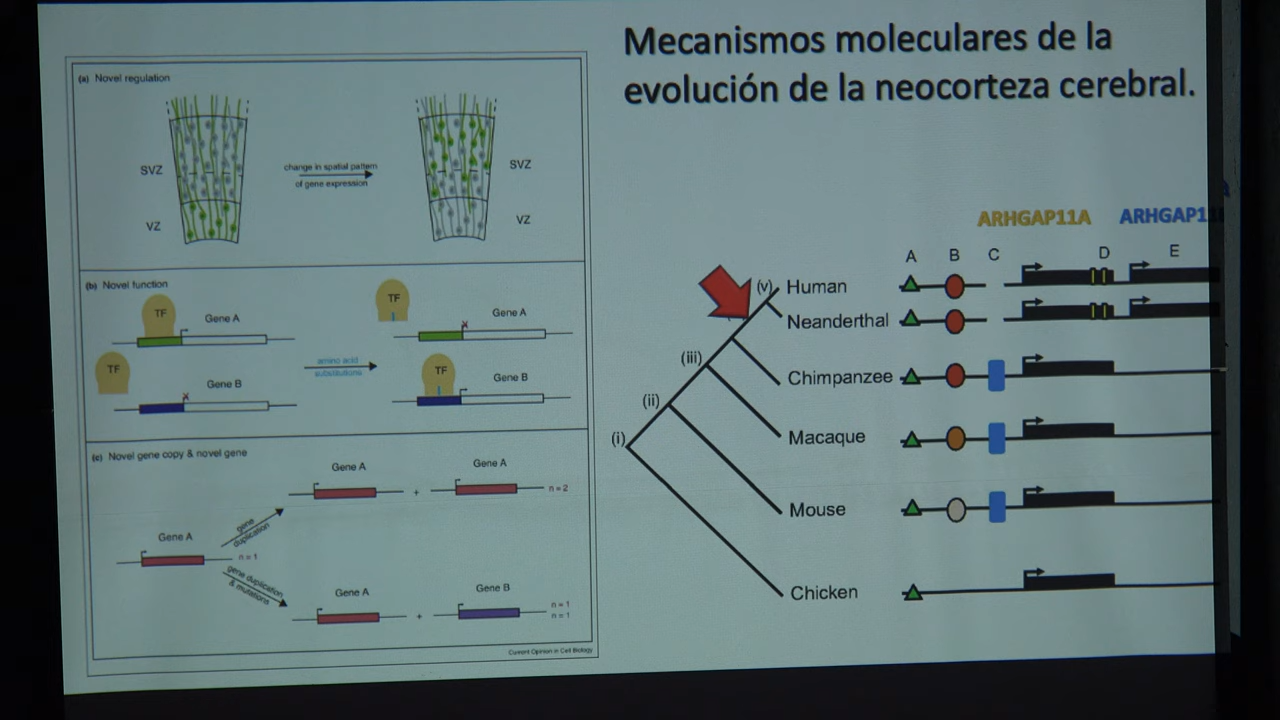 Mecanismos moleculares de la
evolución de la neocorteza cerebral.
(a) Novel regulation
SVZ
VZ
change in spatial pattern
of gene expression
SVZ
VZ
(b) Novel function
TF
Gene A
TF
Gene B
x
amino acid
substitutions
TF
Gene A
x
TF
Gene B
(c) Novel gene copy & novel gene
Gene A
n = 1
gene
duplication
gene duplication
& mutations
Gene A
+
Gene A
n = 2
Gene A
+
Gene B
n = 1
n = 1
Current Opinion in Cell Biology
ARHGAP11A
ARHGAP11
A B C D E
(v) Human
Neanderthal
(iii)
Chimpanzee
(ii)
Macaque
(i)
Mouse
Chicken